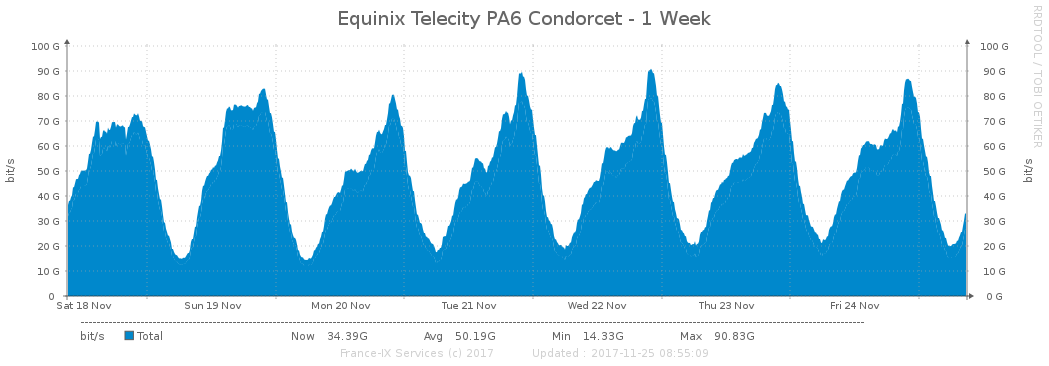 Equinix Telecity PA6 Condorcet - 1 Week
RRDTOOL / TOBI OETIKER
100 G 100 G
90 G 90 G
80 G 80 G
70 G 70 G
60 G 60 G
50 G 50 G
40 G 40 G
30 G 30 G
20 G 20 G
10 G 10 G
0 0 G
bit/s bit/s
Sat 18 Nov Sun 19 Nov Mon 20 Nov Tue 21 Nov Wed 22 Nov Thu 23 Nov Fri 24 Nov
bit/s Total Now 34.39G Avg 50.19G Min 14.33G Max 90.83G
France-IX Services (c) 2017 Updated : 2017-11-25 08:55:09